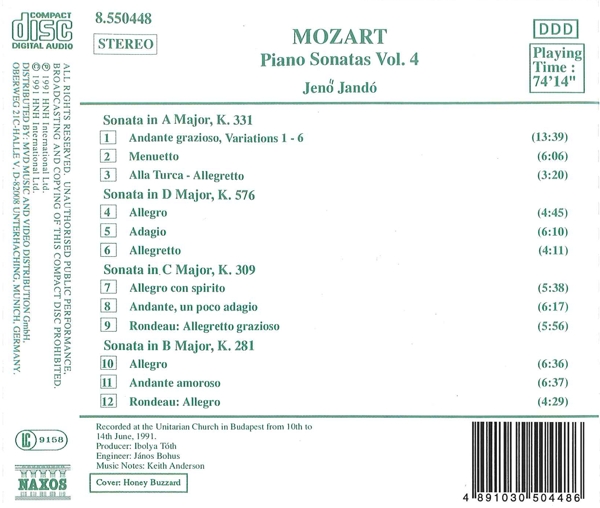 COMPACT
disc
DIGITAL AUDIO
8.550448
STEREO
MOZART
Piano Sonatas Vol. 4
Jenő Jandó
DDD
Playing
Time :
74'14"
Sonata in A Major, K. 331
1 Andante grazioso, Variations 1 - 6 (13:39)
2 Menuetto (6:06)
3 Alla Turca - Allegretto (3:20)
Sonata in D Major, K. 576
4 Allegro (4:45)
5 Adagio (6:10)
6 Allegretto (4:11)
Sonata in C Major, K. 309
7 Allegro con spirito (5:38)
8 Andante, un poco adagio (6:17)
9 Rondeau: Allegretto grazioso (5:56)
Sonata in B Major, K. 281
10 Allegro (6:36)
11 Andante amoroso (6:37)
12 Rondeau: Allegro (4:29)
Recorded at the Unitarian Church in Budapest from 10th to
14th June, 1991.
Producer: Ibolya Tóth
Engineer: János Bohus
Music Notes: Keith Anderson
Cover: Honey Buzzard
4 891030 504486
ALL RIGHTS RESERVED. UNAUTHORISED PUBLIC PERFORMANCE,
BROADCASTING AND COPYING OF THIS COMPACT DISC PROHIBITED.
℗ 1991 HNH International Ltd.
© 1991 HNH International Ltd.
DISTRIBUTED BY: MVD MUSIC AND VIDEO DISTRIBUTION GmbH,
OBERWEG 21C-HALLE V, D-82008 UNTERHACHING, MUNICH, GERMANY.
LC 9158
NAXOS